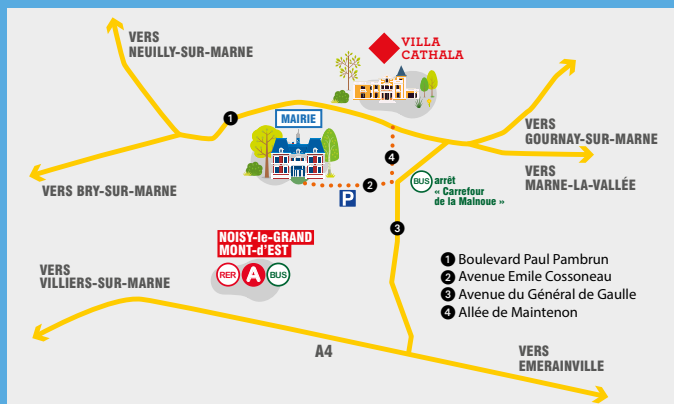 VERS
NEUILLY-SUR-MARNE
VILLA
CATHALA
1
MAIRIE
4
VERS
GOURNAY-SUR-MARNE
VERS BRY-SUR-MARNE
2
P
BUS arrêt
« Carrefour
de la Malnoue »
VERS
MARNE-LA-VALLÉE
3
NOISY-le-GRAND
MONT-d'EST
RER A BUS
VERS
VILLIERS-SUR-MARNE
1 Boulevard Paul Pambrun
2 Avenue Emile Cossoneau
3 Avenue du Général de Gaulle
4 Allée de Maintenon
A4
VERS
EMERAINVILLE